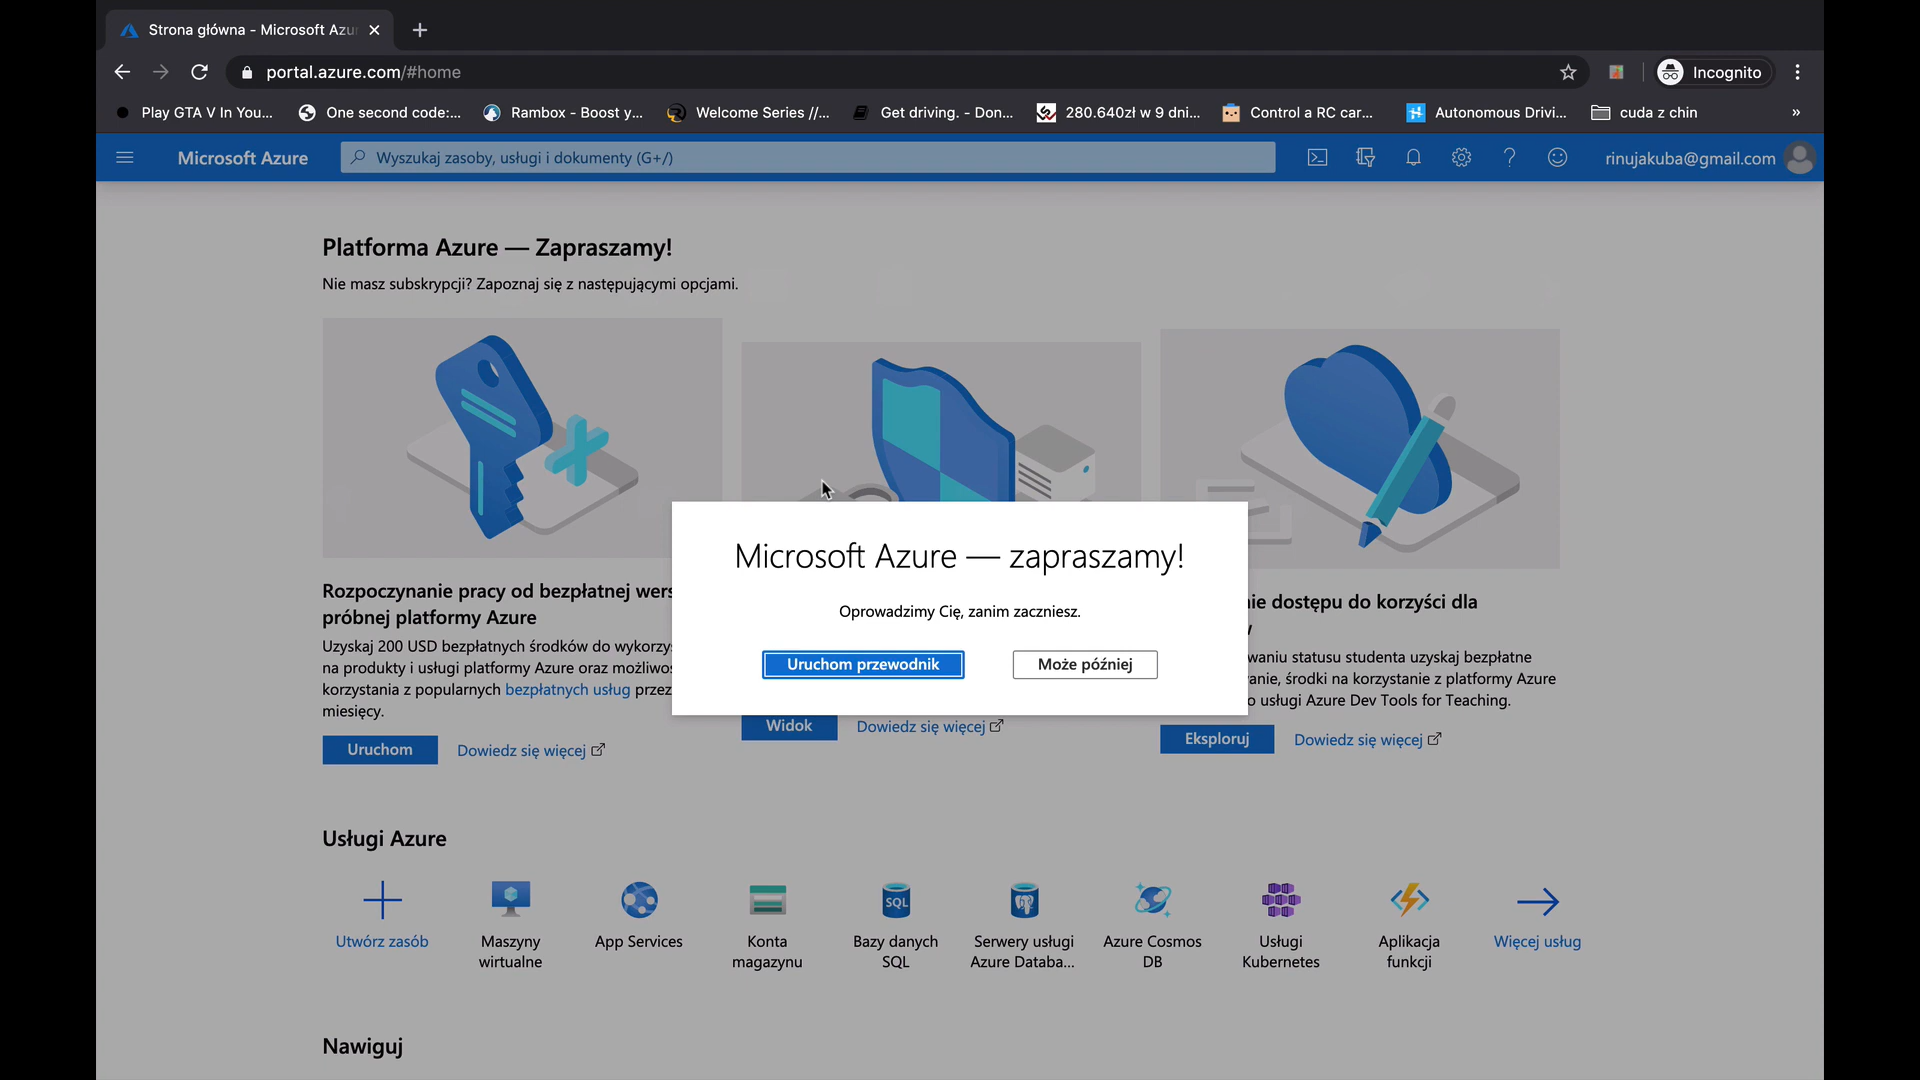 Strona główna - Microsoft Azu
portal.azure.com/#home
Incognito
Play GTA V In You...
One second code:...
Rambox - Boost y...
Welcome Series //...
Get driving. - Don...
280.640zł w 9 dni...
Control a RC car...
Autonomous Drivi...
cuda z chin
»
Microsoft Azure
Wyszukaj zasoby, usługi i dokumenty (G+/)
rinujakuba@gmail.com
Platforma Azure — Zapraszamy!
Nie masz subskrypcji? Zapoznaj się z następującymi opcjami.
Rozpoczynanie pracy od bezpłatnej wers
próbnej platformy Azure
Uzyskaj 200 USD bezpłatnych środków do wykorzy
na produkty i usługi platformy Azure oraz możliwoś
korzystania z popularnych bezpłatnych usług przez
miesięcy.
Uruchom
Dowiedz się więcej
Microsoft Azure — zapraszamy!
Oprowadzimy Cię, zanim zaczniesz.
Uruchom przewodnik
Może później
Widok
Dowiedz się więcej
ie dostępu do korzyści dla
waniu statusu studenta uzyskaj bezpłatne
anie, środki na korzystanie z platformy Azure
o usługi Azure Dev Tools for Teaching.
Eksploruj
Dowiedz się więcej
Usługi Azure
Utwórz zasób
Maszyny
wirtualne
App Services
Konta
magazynu
SQL
Bazy danych
SQL
Serwery usługi
Azure Databa...
Azure Cosmos
DB
Usługi
Kubernetes
Aplikacja
funkcji
Więcej usług
Nawiguj